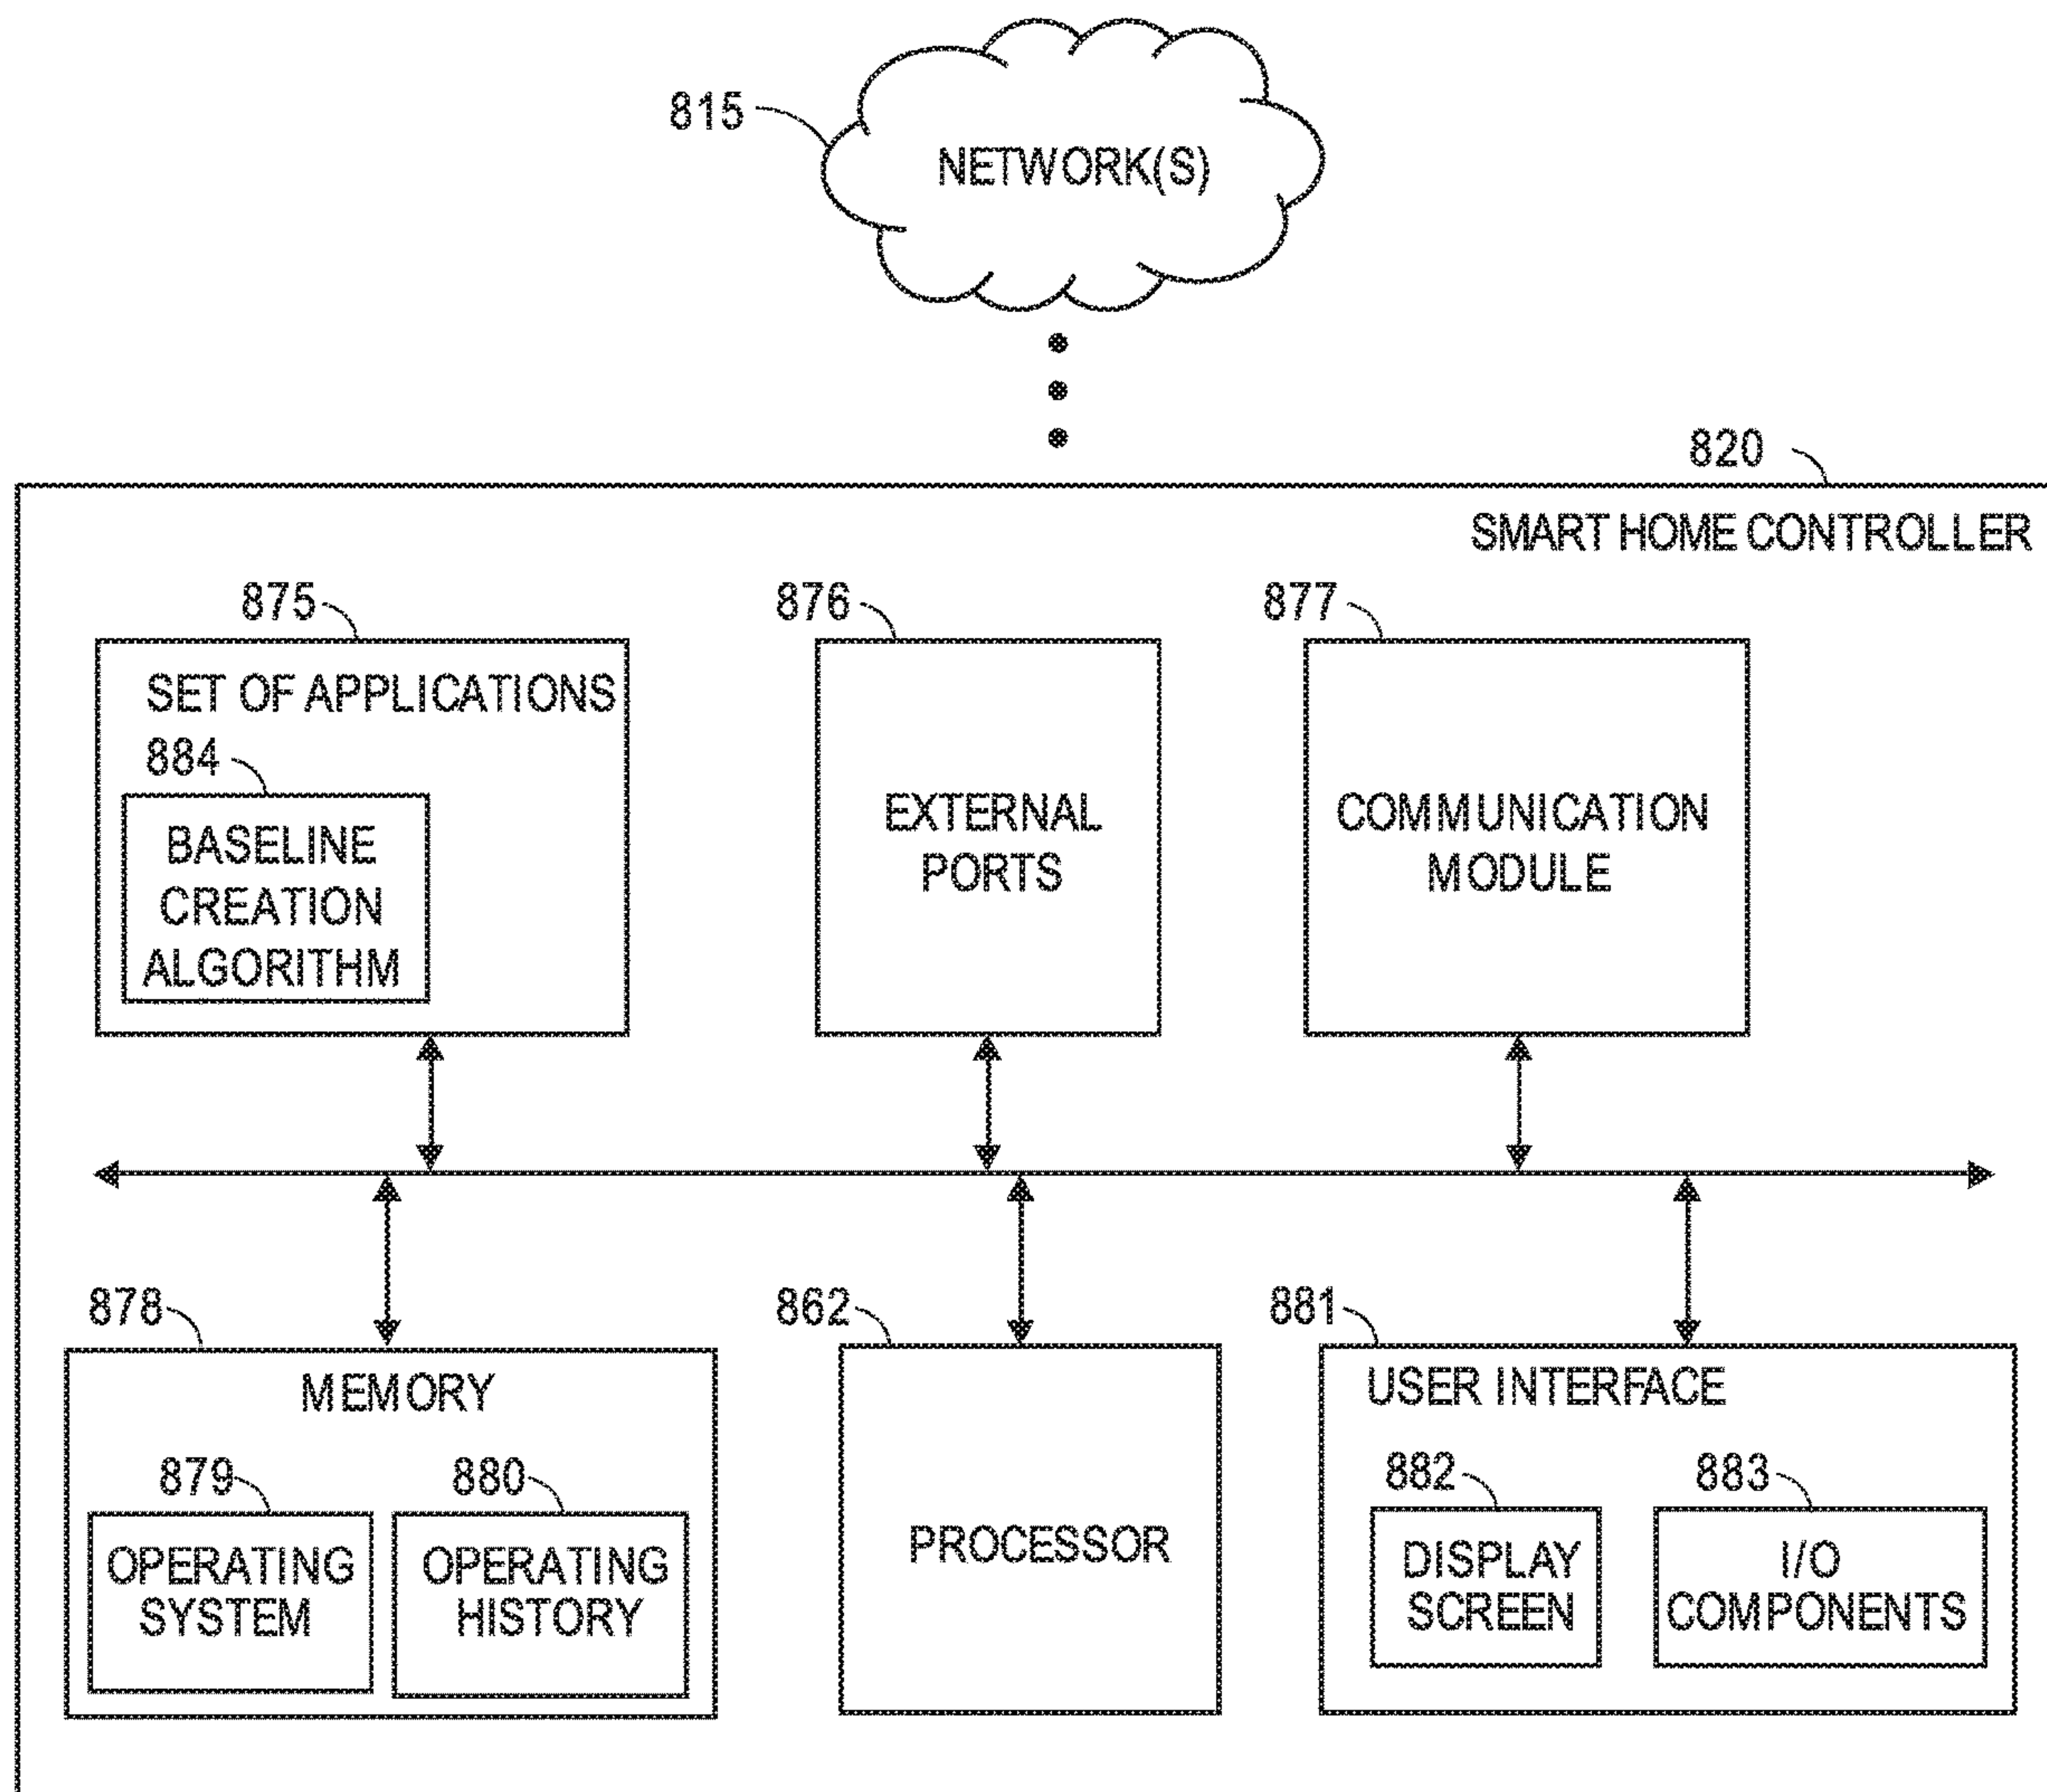 815
NETWORK(S)
820
SMART HOME CONTROLLER
875
876
877
SET OF APPLICATIONS
884
BASELINE
CREATION
ALGORITHM
EXTERNAL
PORTS
COMMUNICATION
MODULE
878
862
881
MEMORY
879
880
OPERATING
SYSTEM
OPERATING
HISTORY
PROCESSOR
USER INTERFACE
882
883
DISPLAY
SCREEN
I/O
COMPONENTS